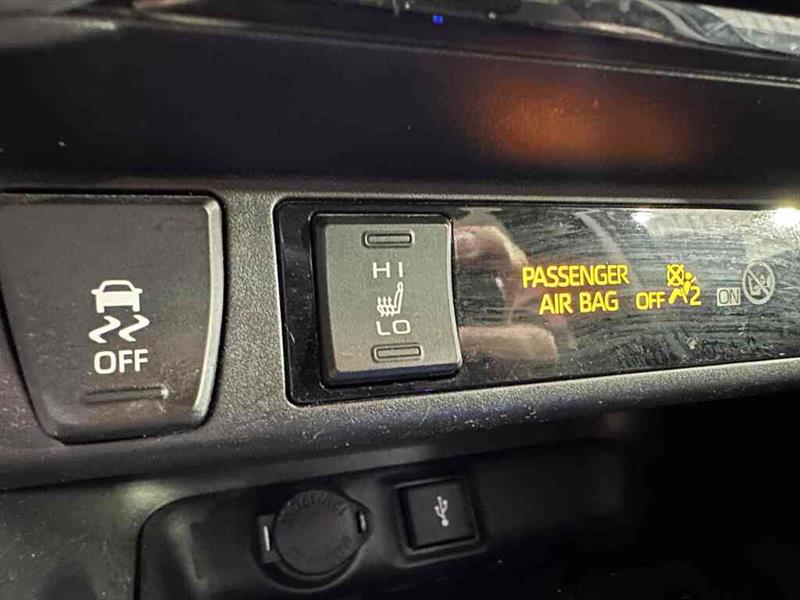 OFF
HI
LO
PASSENGER
AIR BAG OFF 2
ON